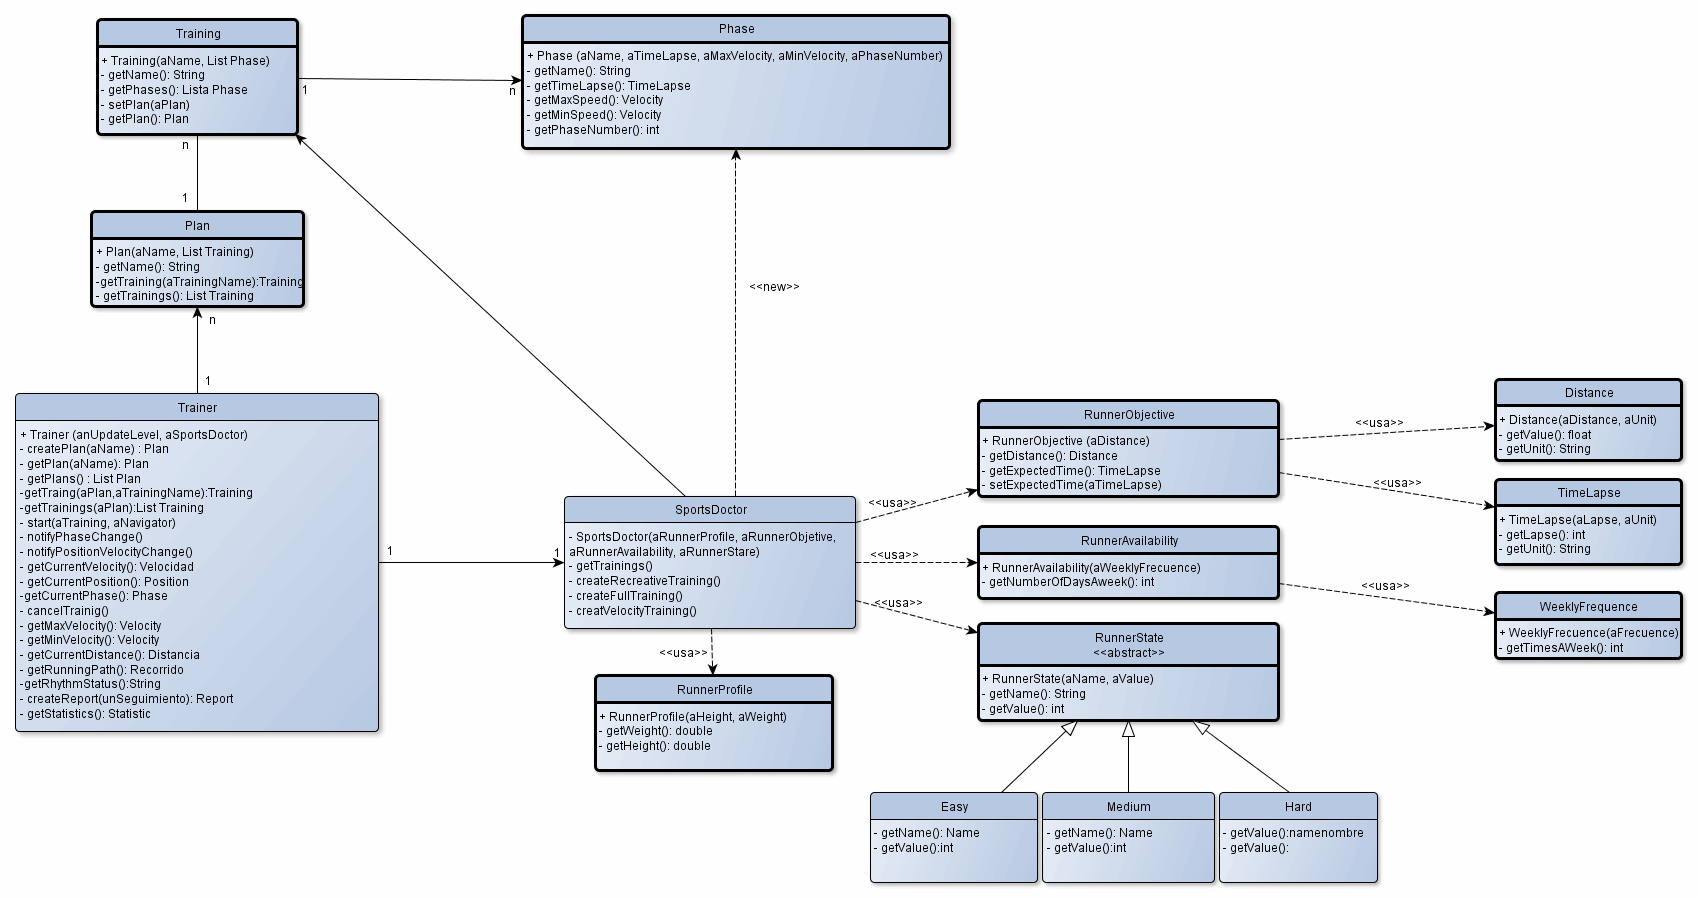 Training
+ Training(aName, List Phase)
- getName(): String
- getPhases(): Lista Phase
- setPlan(aPlan)
- getPlan(): Plan
Phase
+ Phase (aName, aTimeLapse, aMaxVelocity, aMinVelocity, aPhaseNumber)
- getName(): String
- getTimeLapse(): TimeLapse
- getMaxSpeed(): Velocity
- getMinSpeed(): Velocity
- getPhaseNumber(): int
1
n
n
1
Plan
+ Plan(aName, List Training)
- getName(): String
-getTraining(aTrainingName):Training
- getTrainings(): List Training
n
1
<<new>>
Trainer
+ Trainer (anUpdateLevel, aSportsDoctor)
- createPlan(aName) : Plan
- getPlan(aName): Plan
- getPlans() : List Plan
-getTraing(aPlan,aTrainingName):Training
-getTrainings(aPlan):List Training
- start(aTraining, aNavigator)
- notifyPhaseChange()
- notifyPositionVelocityChange()
- getCurrentVelocity(): Velocidad
- getCurrentPosition(): Position
-getCurrentPhase(): Phase
- cancelTrainig()
- getMaxVelocity(): Velocity
- getMinVelocity(): Velocity
- getCurrentDistance(): Distancia
- getRunningPath(): Recorrido
-getRhythmStatus():String
- createReport(unSeguimiento): Report
- getStatistics(): Statistic
1
1
SportsDoctor
- SportsDoctor(aRunnerProfile, aRunnerObjetive,
aRunnerAvailability, aRunnerStare)
- getTrainings()
- createRecreativeTraining()
- createFullTraining()
- creatVelocityTraining()
<<usa>>
<<usa>>
<<usa>>
<<usa>>
RunnerProfile
+ RunnerProfile(aHeight, aWeight)
- getWeight(): double
- getHeight(): double
RunnerObjective
+ RunnerObjective (aDistance)
- getDistance(): Distance
- getExpectedTime(): TimeLapse
- setExpectedTime(aTimeLapse)
<<usa>>
<<usa>>
Distance
+ Distance(aDistance, aUnit)
- getValue(): float
- getUnit(): String
TimeLapse
+ TimeLapse(aLapse, aUnit)
- getLapse(): int
- getUnit(): String
RunnerAvailability
+ RunnerAvailability(aWeeklyFrecuence)
- getNumberOfDaysAweek(): int
<<usa>>
WeeklyFrequence
+ WeeklyFrecuence(aFrecuence)
- getTimesAWeek(): int
RunnerState
<<abstract>>
+ RunnerState(aName, aValue)
- getName(): String
- getValue(): int
Easy
- getName(): Name
- getValue():int
Medium
- getName(): Name
- getValue():int
Hard
- getValue():namenombre
- getValue():